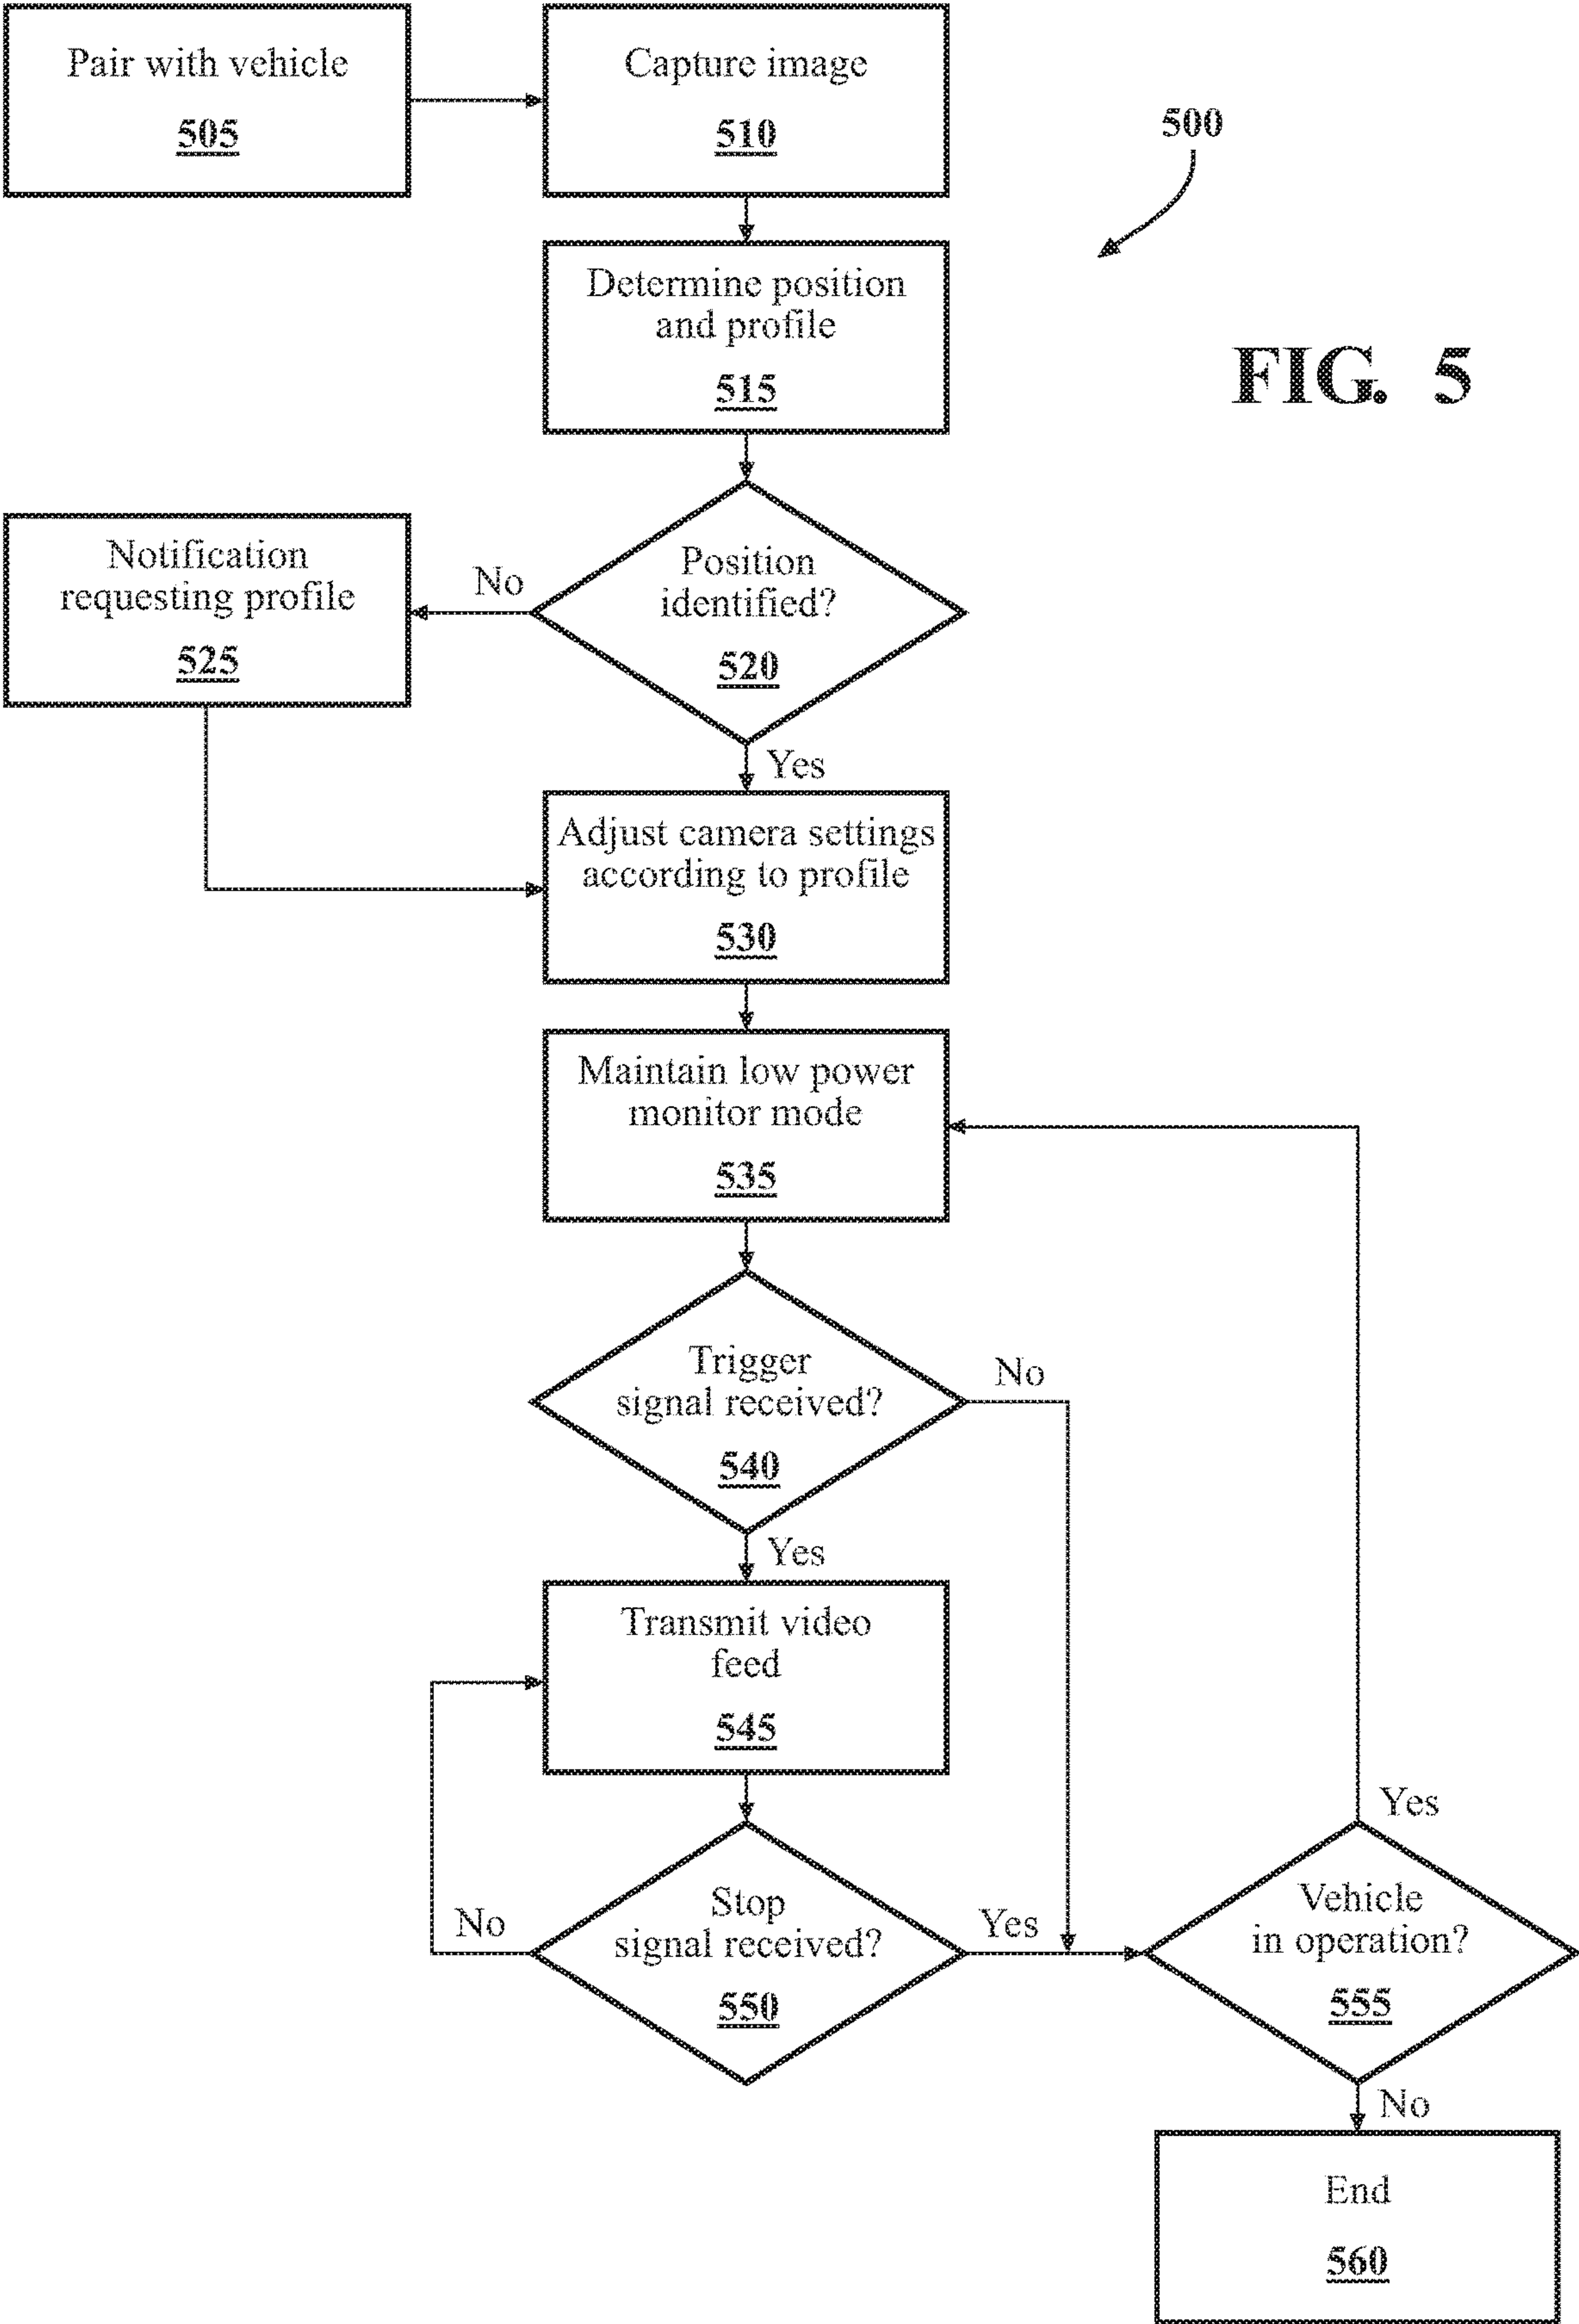 Pair with vehicle
505
Capture image
510
500
Determine position
and profile
515
FIG. 5
Position
identified?
520
No
Notification
requesting profile
525
Yes
Adjust camera settings
according to profile
530
Maintain low power
monitor mode
535
Trigger
signal received?
540
No
Yes
Transmit video
feed
545
Stop
signal received?
550
No
Yes
Vehicle
in operation?
555
Yes
No
End
560